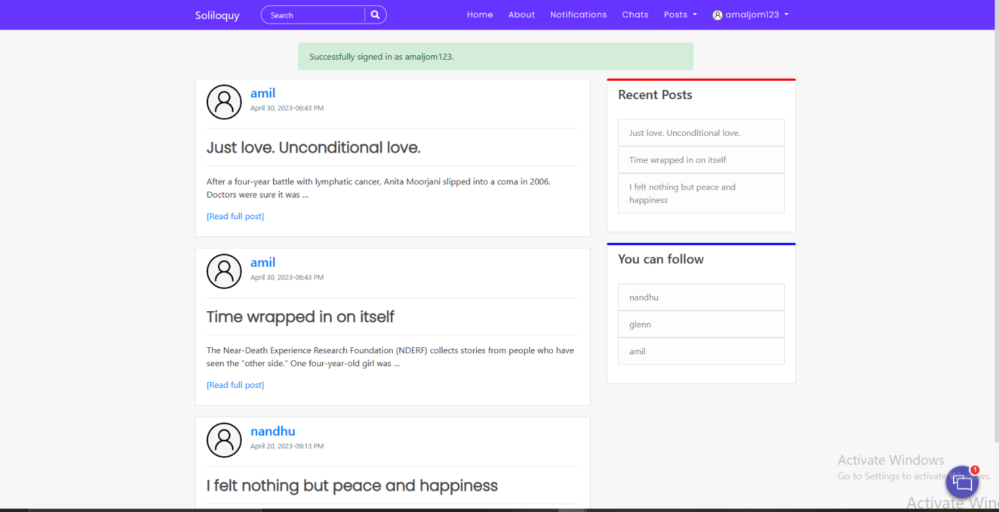 Soliloquy
Search
Home
About
Notifications
Chats
Posts
amaljom123
Successfully signed in as amaljom123.
amil
April 30, 2023-06:43 PM
Just love. Unconditional love.
After a four-year battle with lymphatic cancer, Anita Moorjani slipped into a coma in 2006.
Doctors were sure it was ...
[Read full post]
amil
April 30, 2023-06:43 PM
Time wrapped in on itself
The Near-Death Experience Research Foundation (NDERF) collects stories from people who have
seen the “other side.” One four-year-old girl was ...
[Read full post]
nandhu
April 20, 2023-09:13 PM
I felt nothing but peace and happiness
Recent Posts
Just love. Unconditional love.
Time wrapped in on itself
I felt nothing but peace and
happiness
You can follow
nandhu
glenn
amil
Activate Windows
Go to Settings to activate Windows.
1
Activate Win